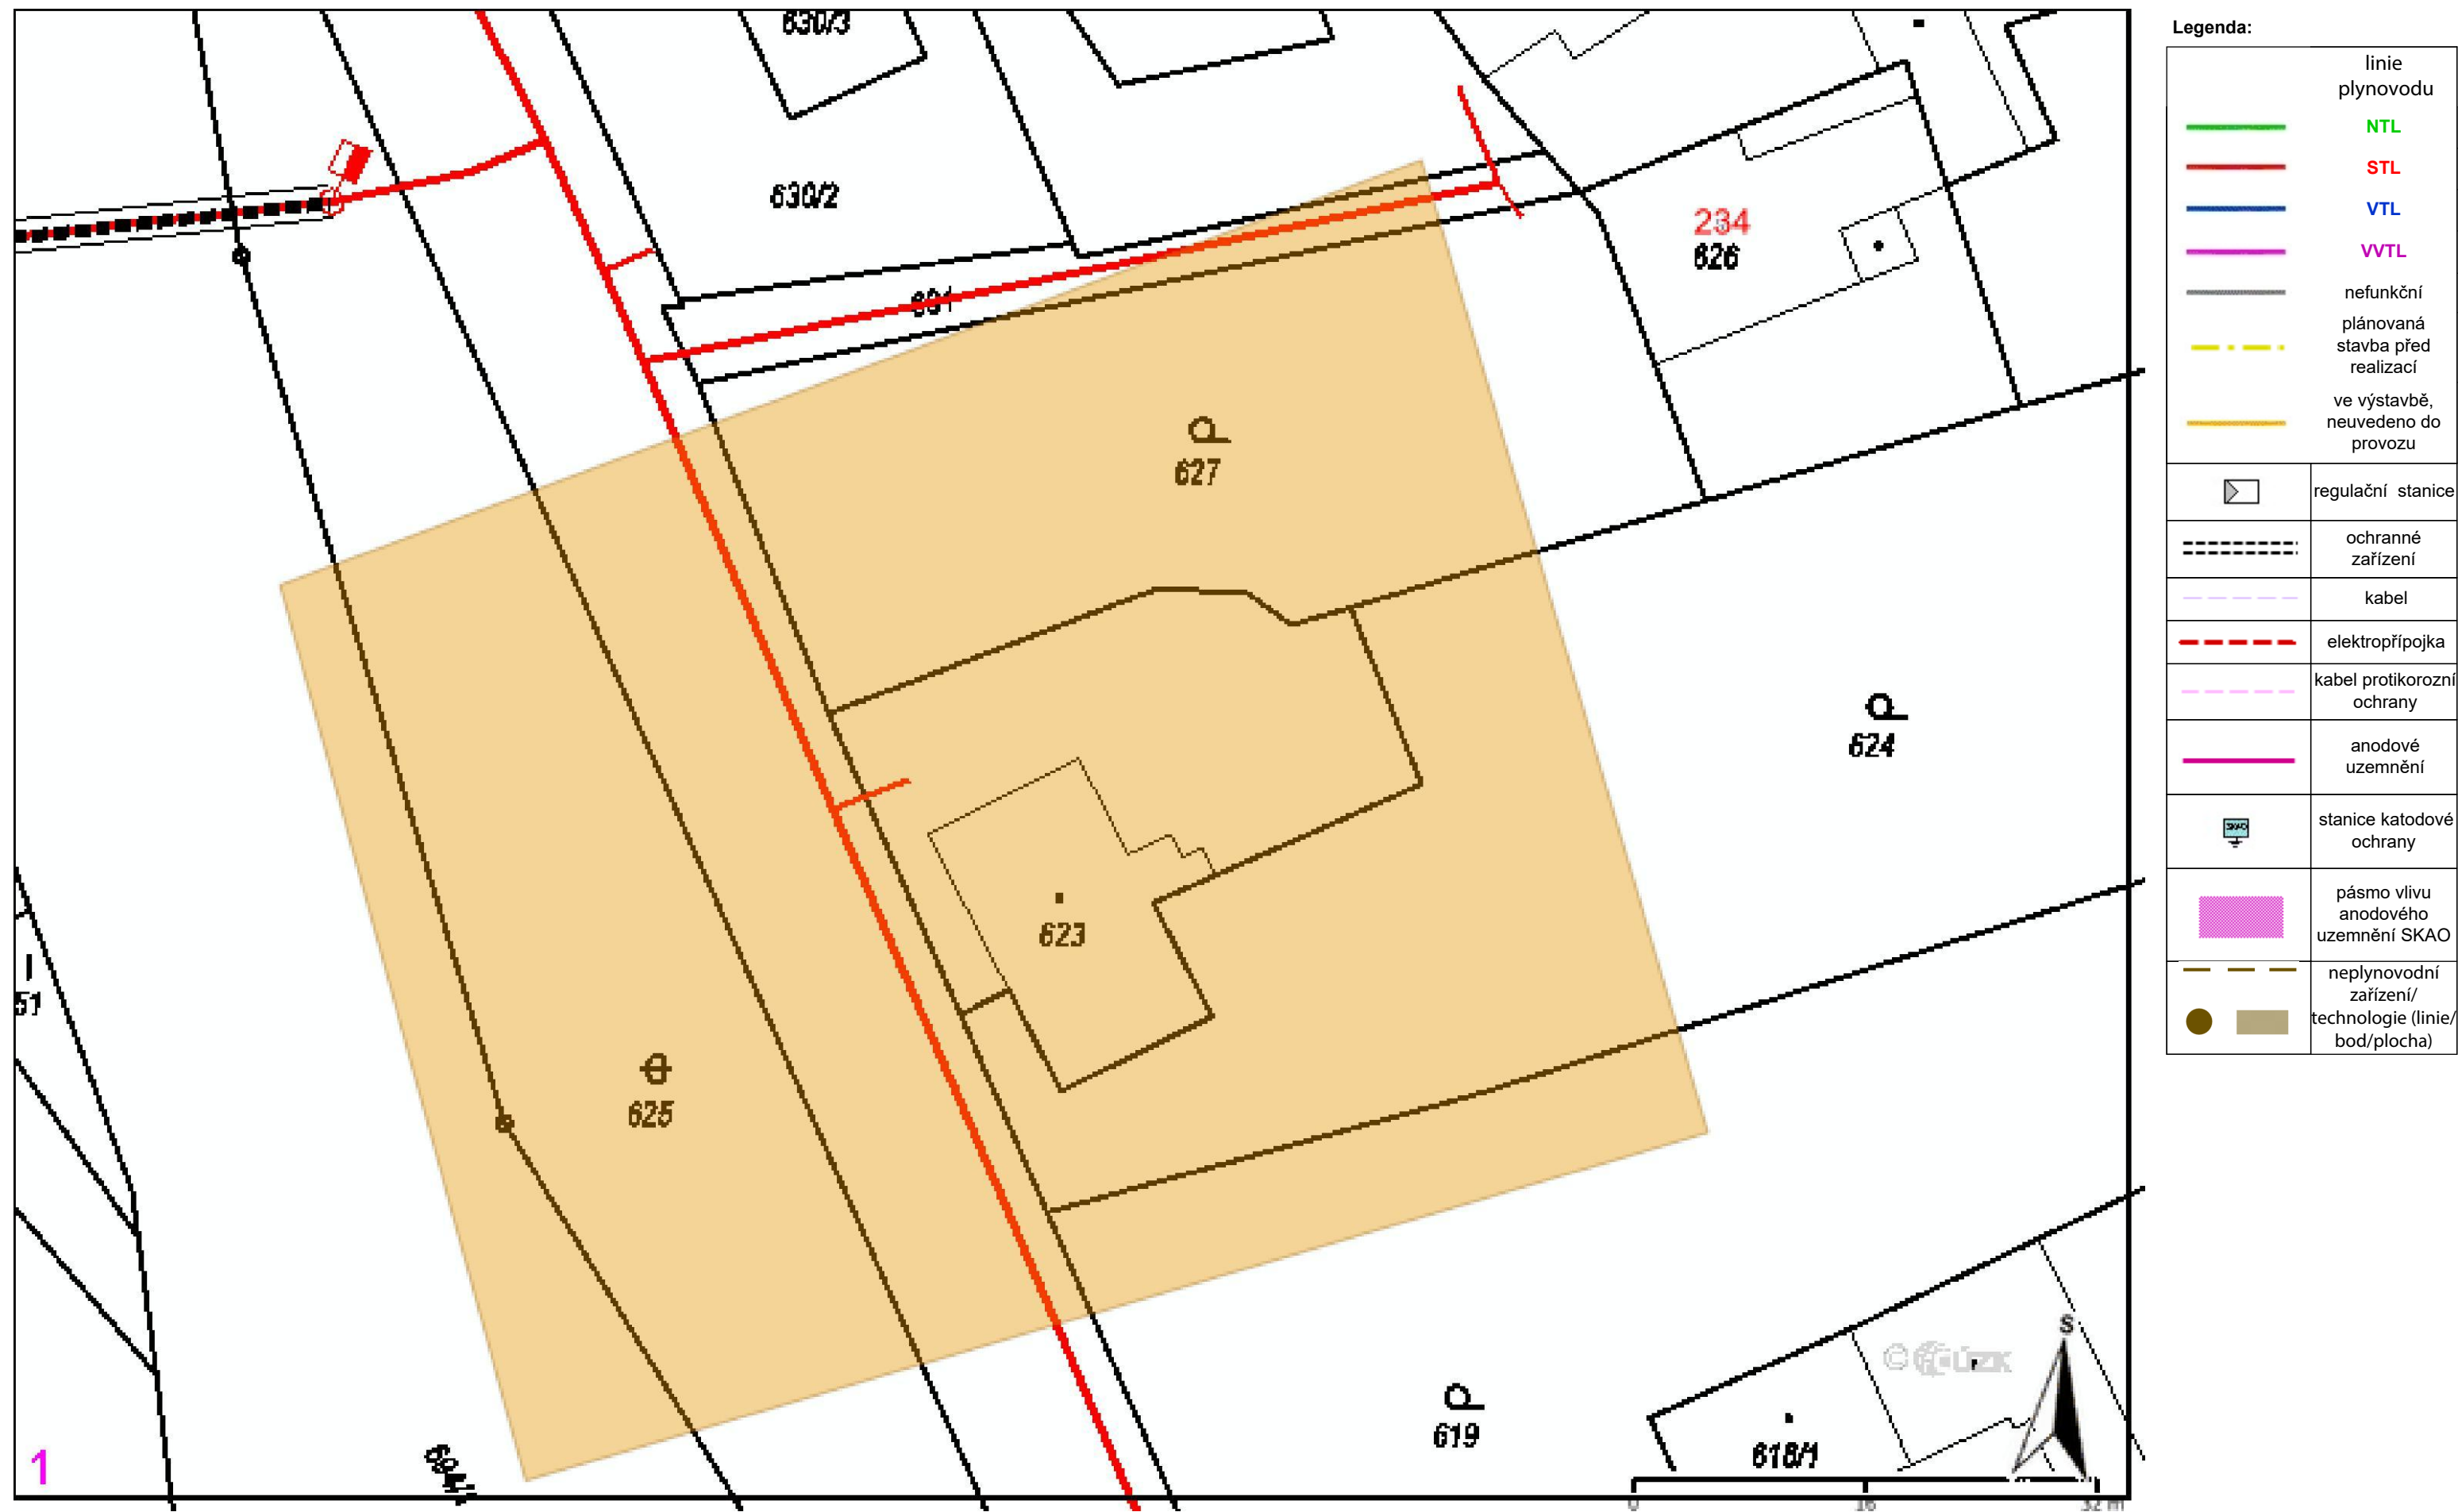 630/3
630/2
234
626
627
624
623
625
51
619
618/1
1
S
0
16
32 m
Legenda:
linie
plynovodu
NTL
STL
VTL
VVTL
nefunkční
plánovaná
stavba před
realizací
ve výstavbě,
neuvedeno do
provozu
regulační stanice
ochranné
zařízení
kabel
elektropřípojka
kabel protikorozní
ochrany
anodové
uzemnění
SKAO
stanice katodové
ochrany
pásmo vlivu
anodového
uzemnění SKAO
neplynovodní
zařízení/
technologie (linie/
bod/plocha)